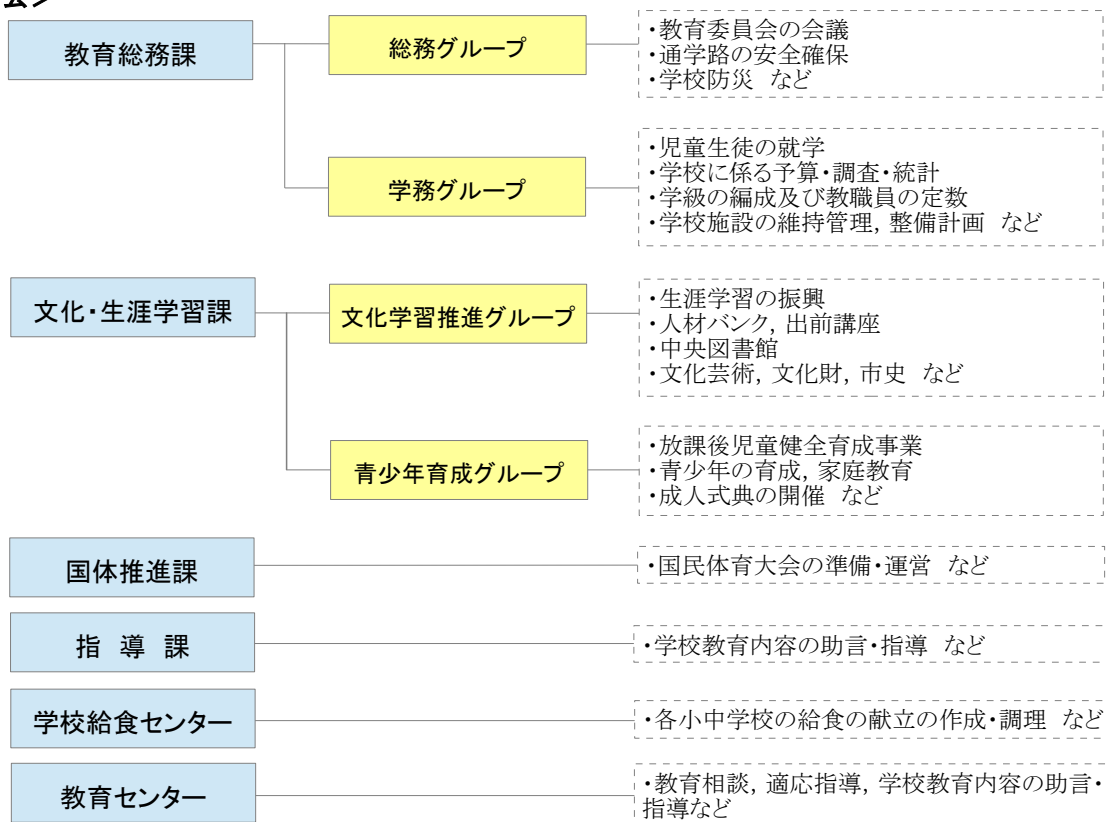 会＞
教育総務課
総務グループ
・教育委員会の会議
・通学路の安全確保
・学校防災 など
学務グループ
・児童生徒の就学
・学校に係る予算・調査・統計
・学級の編成及び教職員の定数
・学校施設の維持管理, 整備計画 など
文化・生涯学習課
文化学習推進グループ
・生涯学習の振興
・人材バンク, 出前講座
・中央図書館
・文化芸術, 文化財, 市史 など
青少年育成グループ
・放課後児童健全育成事業
・青少年の育成, 家庭教育
・成人式典の開催 など
国体推進課
・国民体育大会の準備・運営 など
指 導 課
・学校教育内容の助言・指導 など
学校給食センター
・各小中学校の給食の献立の作成・調理 など
教育センター
・教育相談, 適応指導, 学校教育内容の助言・
指導など